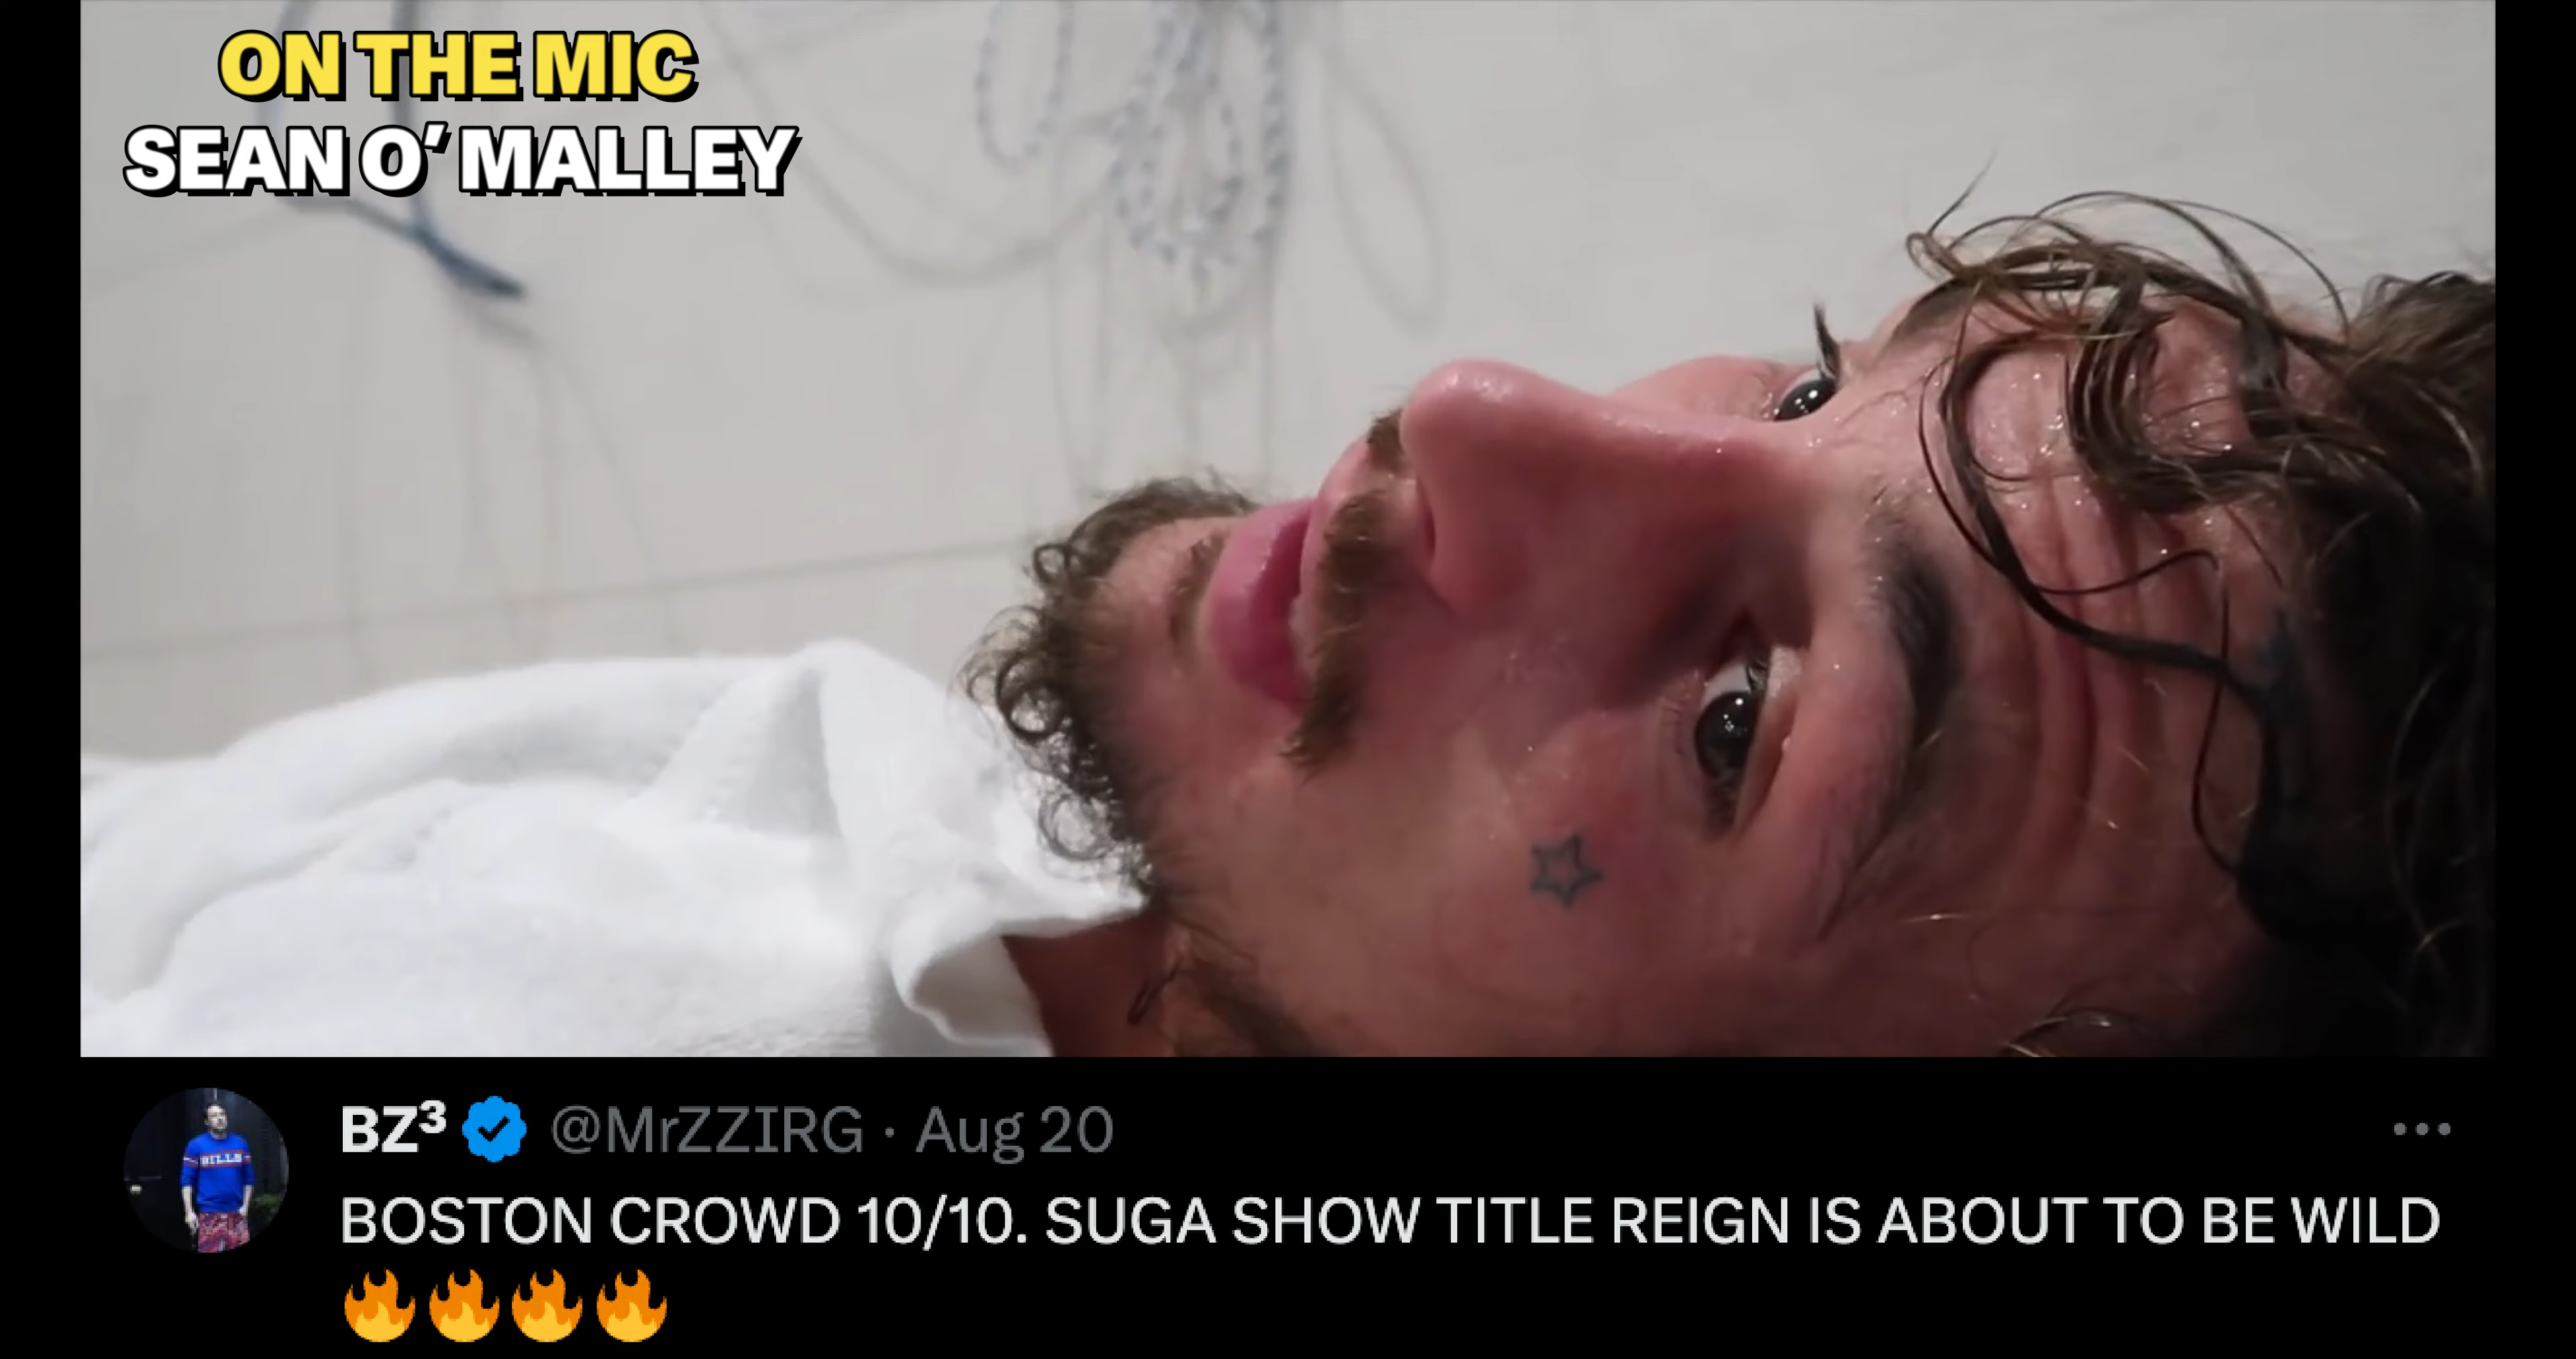 ON THE MIC
SEAN O' MALLEY
BILLS
BZ³ @MrZZIRG · Aug 20
BOSTON CROWD 10/10. SUGA SHOW TITLE REIGN IS ABOUT TO BE WILD
🔥🔥🔥🔥